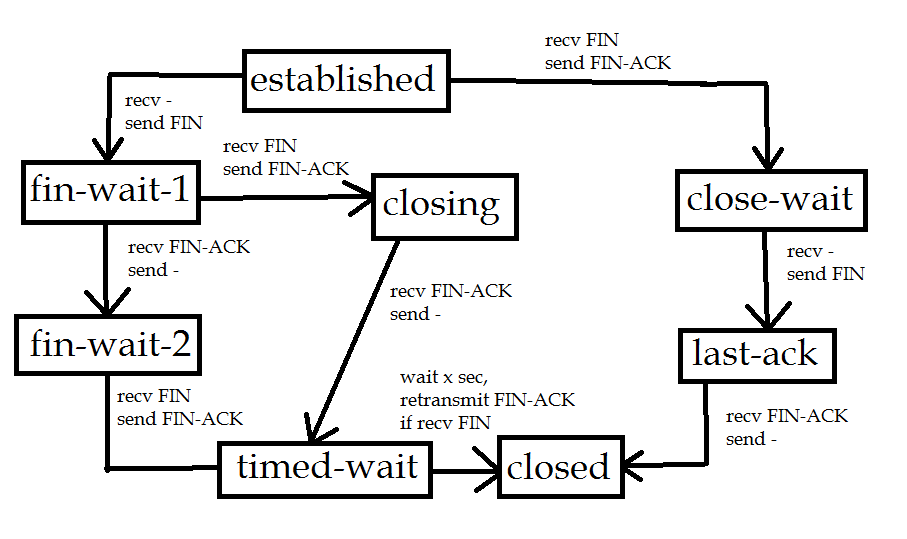 recv FIN
send FIN-ACK
established
recv -
send FIN
recv FIN
send FIN-ACK
fin-wait-1
closing
close-wait
recv FIN-ACK
send -
recv -
send FIN
recv FIN-ACK
send -
fin-wait-2
last-ack
recv FIN
send FIN-ACK
wait x sec,
retransmit FIN-ACK
if recv FIN
recv FIN-ACK
send -
timed-wait
closed